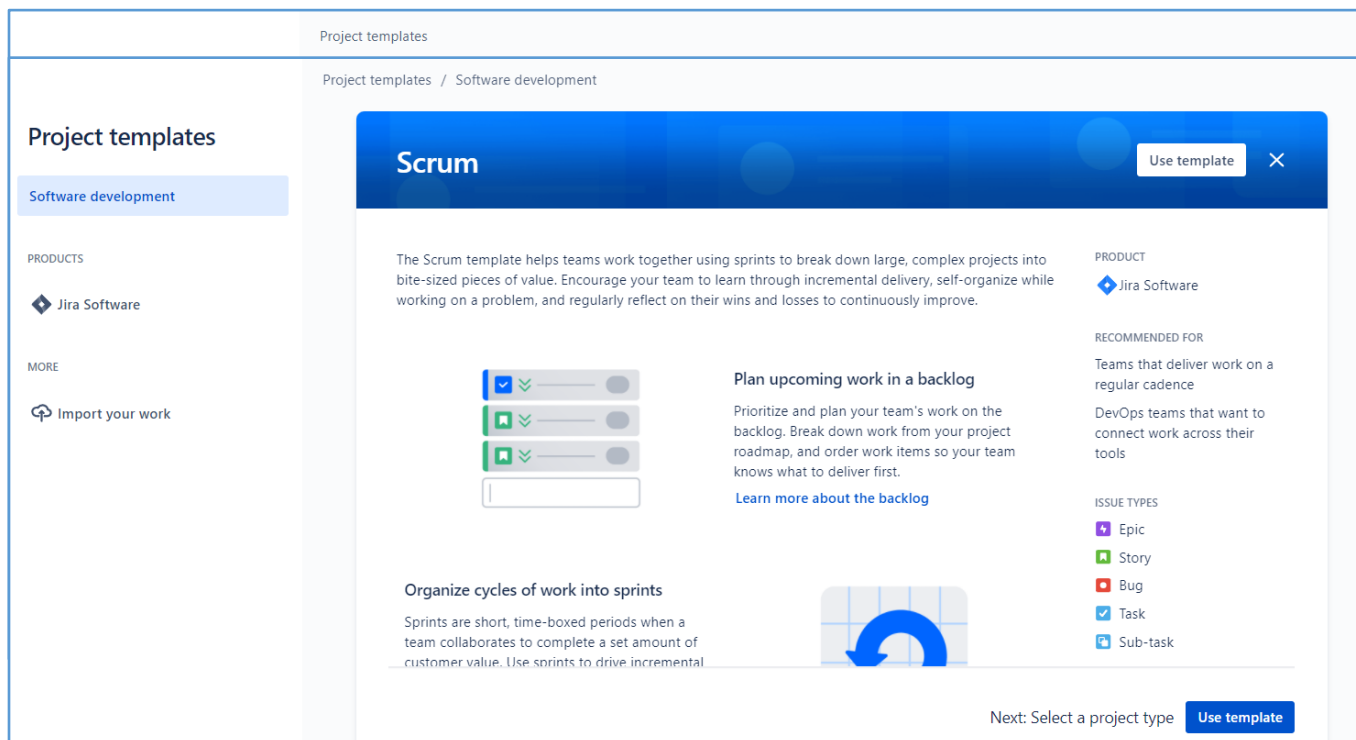 Project templates
Project templates / Software development
Project templates
Software development
PRODUCTS
Jira Software
MORE
Import your work
Scrum
Use template
The Scrum template helps teams work together using sprints to break down large, complex projects into
bite-sized pieces of value. Encourage your team to learn through incremental delivery, self-organize while
working on a problem, and regularly reflect on their wins and losses to continuously improve.
Plan upcoming work in a backlog
Prioritize and plan your team's work on the
backlog. Break down work from your project
roadmap, and order work items so your team
knows what to deliver first.
Learn more about the backlog
Organize cycles of work into sprints
Sprints are short, time-boxed periods when a
team collaborates to complete a set amount of
customer value. Use sprints to drive incremental
PRODUCT
Jira Software
RECOMMENDED FOR
Teams that deliver work on a
regular cadence
DevOps teams that want to
connect work across their
tools
ISSUE TYPES
Epic
Story
Bug
Task
Sub-task
Next: Select a project type
Use template